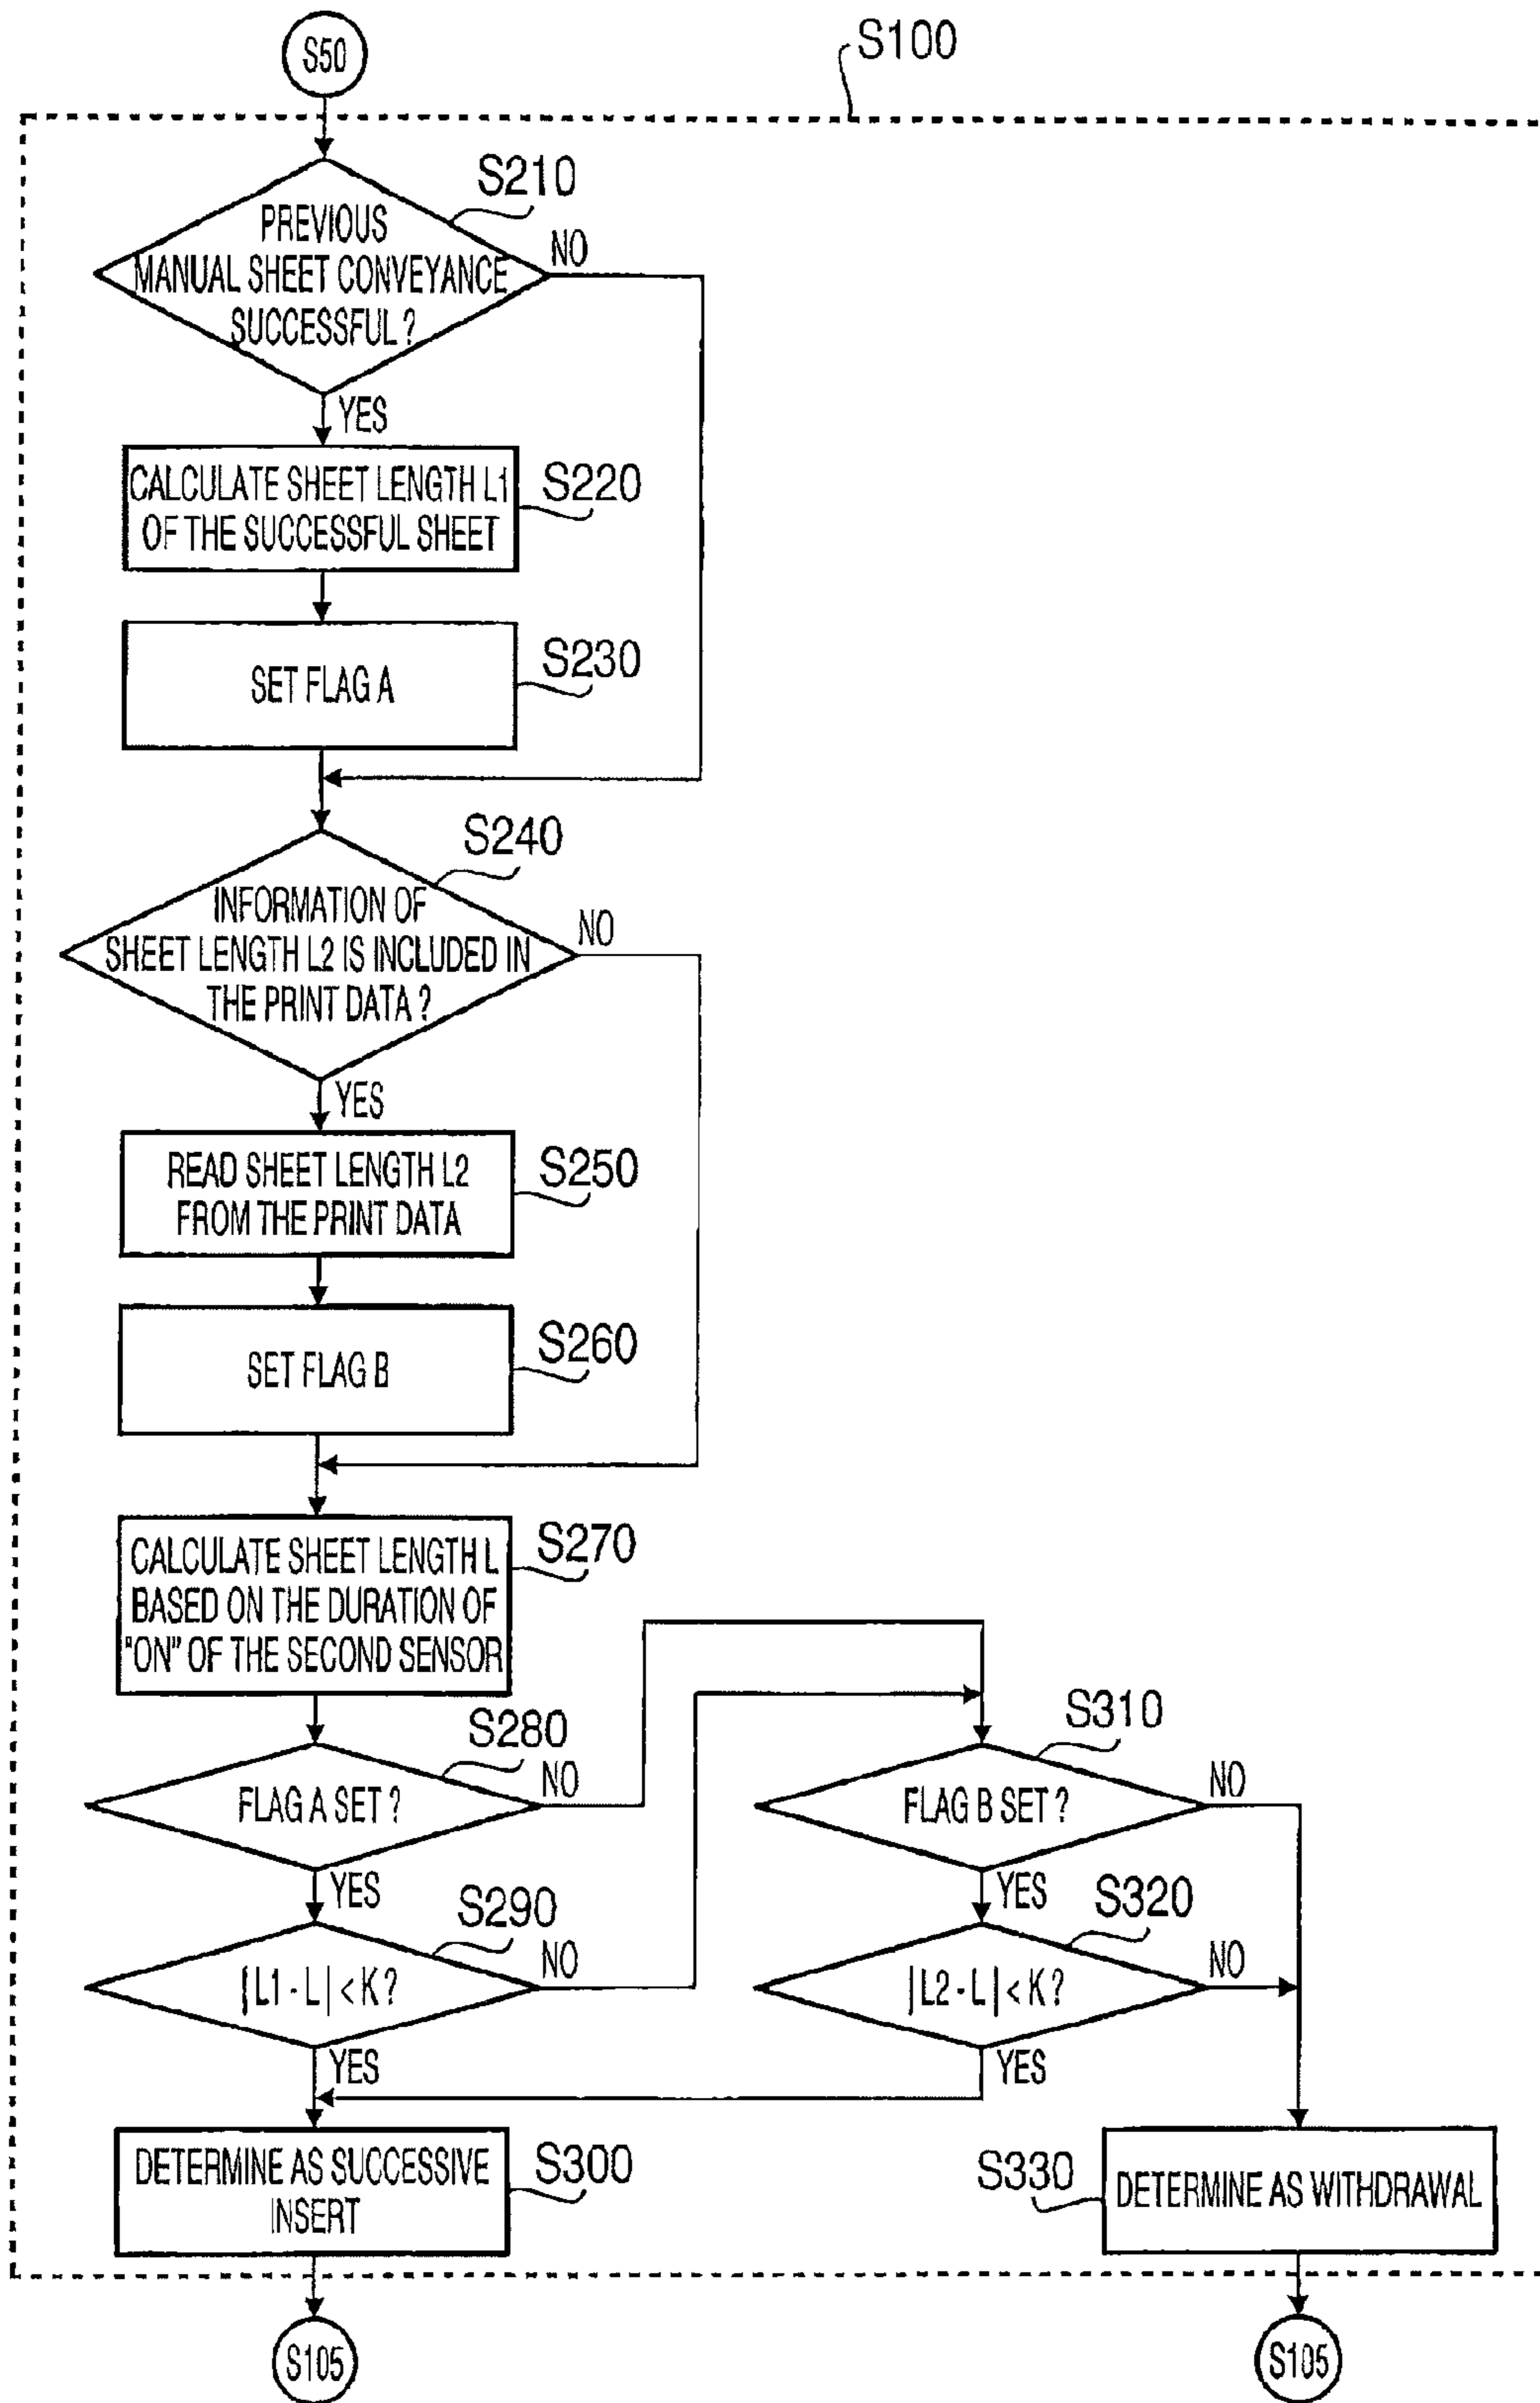 S50
S100
S210
PREVIOUS
MANUAL SHEET CONVEYANCE
SUCCESSFUL ?
NO
YES
CALCULATE SHEET LENGTH L1
OF THE SUCCESSFUL SHEET
S220
SET FLAG A
S230
S240
INFORMATION OF
SHEET LENGTH L2 IS INCLUDED IN
THE PRINT DATA ?
NO
YES
READ SHEET LENGTH L2
FROM THE PRINT DATA
S250
SET FLAG B
S260
CALCULATE SHEET LENGTH L
BASED ON THE DURATION OF
"ON" OF THE SECOND SENSOR
S270
S280
FLAG A SET ?
NO
YES
S310
FLAG B SET ?
NO
YES
S290
|L1 - L| < K ?
NO
YES
S320
|L2 - L| < K ?
NO
YES
DETERMINE AS SUCCESSIVE
INSERT
S300
S330
DETERMINE AS WITHDRAWAL
S105
S105